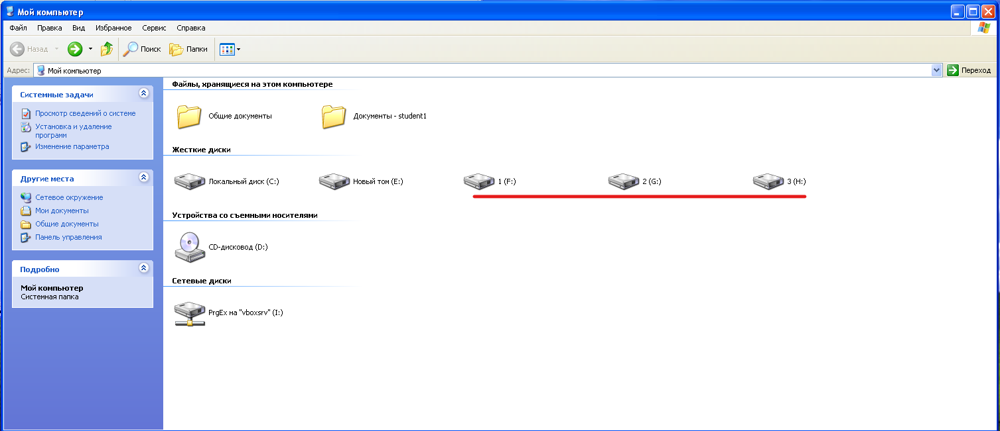 Мой компьютер
Файл Правка Вид Избранное Сервис Справка
Назад Поиск Папки
Адрес: Мой компьютер Переход
Системные задачи
Просмотр сведений о системе
Установка и удаление
программ
Изменение параметра
Другие места
Сетевое окружение
Мои документы
Общие документы
Панель управления
Подробно
Мой компьютер
Системная папка
Файлы, хранящиеся на этом компьютере
Общие документы Документы - student1
Жесткие диски
Локальный диск (C:) Новый том (E:) 1 (F:) 2 (G:) 3 (H:)
Устройства со съемными носителями
CD-дисковод (D:)
Сетевые диски
PrgEx на "vboxsrv" (I:)